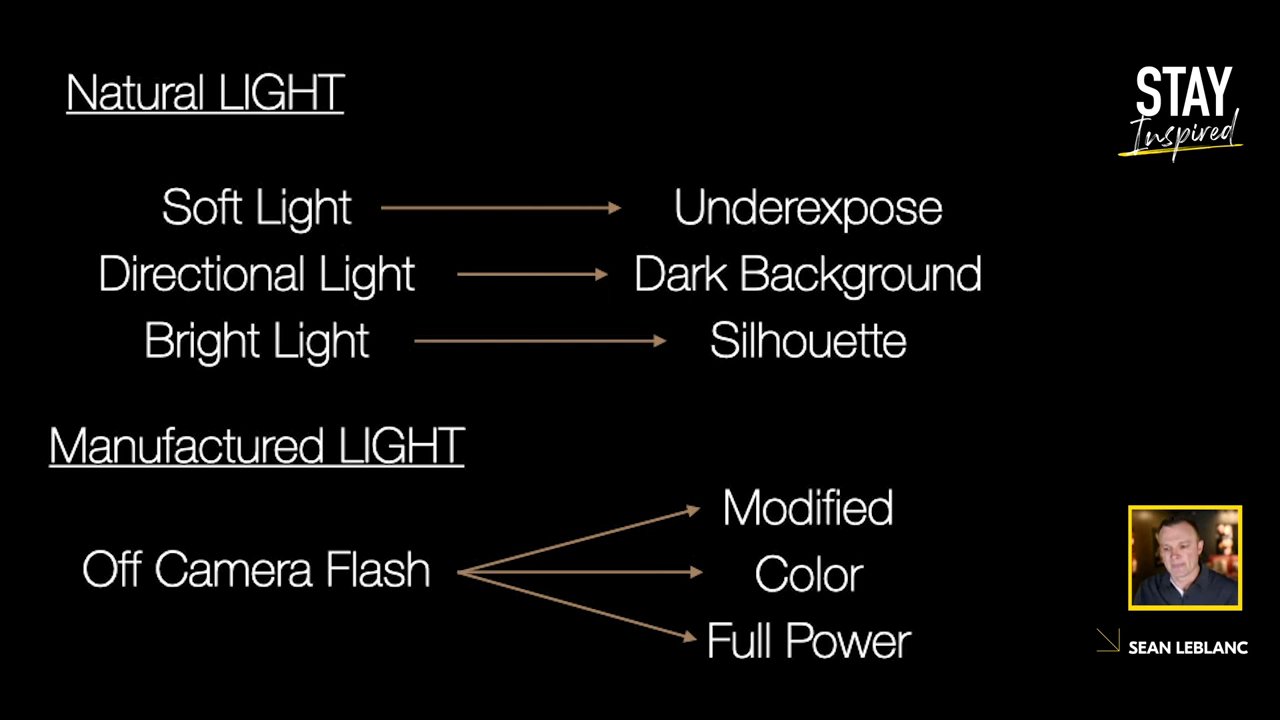 Natural LIGHT
STAY
Inspired
Soft Light Underexpose
Directional Light Dark Background
Bright Light Silhouette
Manufactured LIGHT
Modified
Off Camera Flash Color
Full Power
SEAN LEBLANC